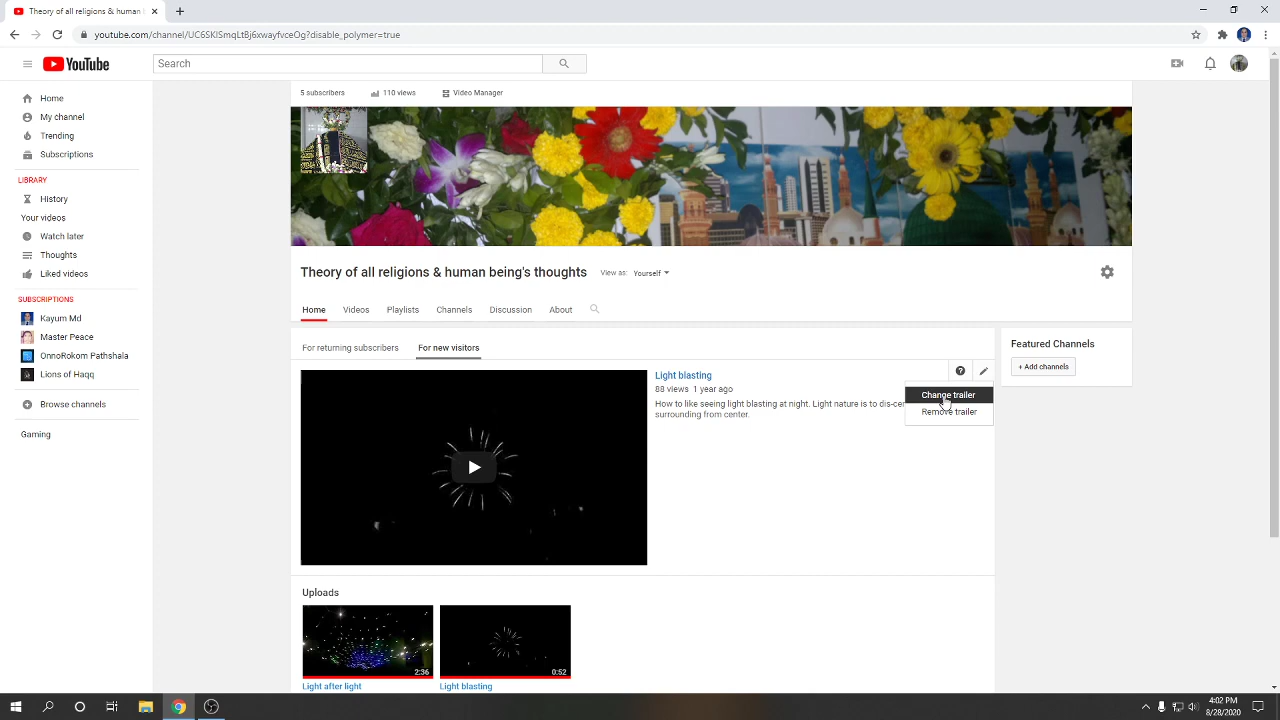 Theory of all religions & human
youtube.com/channel/UC6SKISmqLtBj6xwayfvceOg?disable_polymer=true
YouTube
Search
5 subscribers 110 views Video Manager
Home
My channel
Trending
Subscriptions
LIBRARY
History
Your videos
Watch later
Thoughts
Liked videos
SUBSCRIPTIONS
Kayum Md
Master Peace
OnnoRokom Pathshala
Lions of Haqq
Browse channels
Gaming
Theory of all religions & human being's thoughts View as: Yourself
Home Videos Playlists Channels Discussion About
For returning subscribers For new visitors
Light blasting
88 views 1 year ago
How to like seeing light blasting at night. Light nature is to dis-cen
surrounding from center.
Change trailer
Remove trailer
Featured Channels
+ Add channels
Uploads
2:36
0:52
Light after light
Light blasting
4:02 PM
8/28/2020